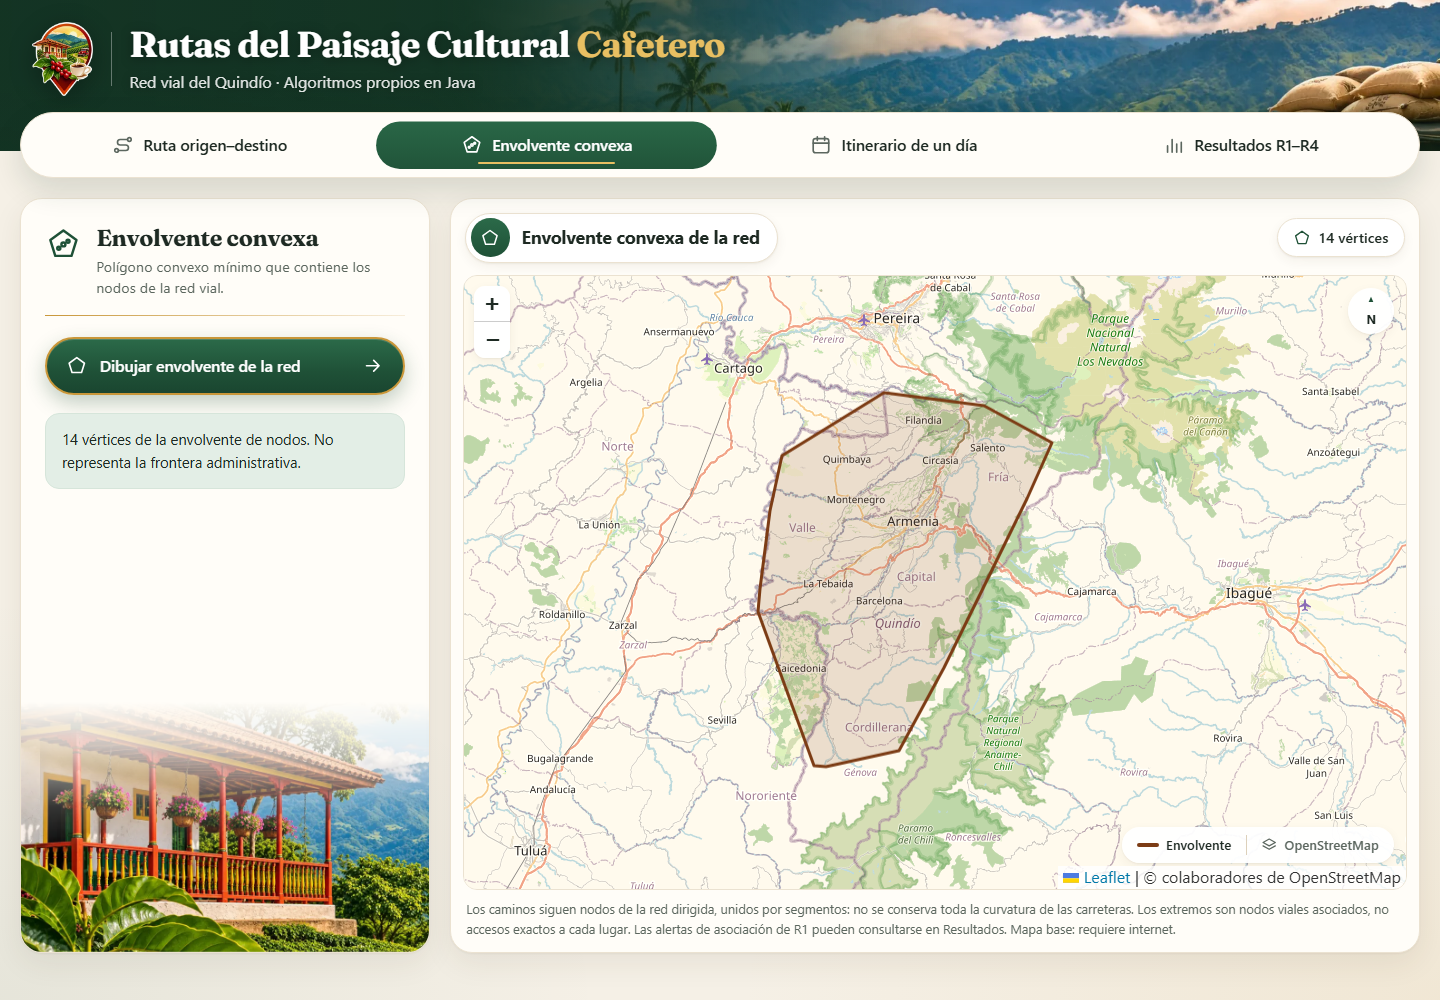 Rutas del Paisaje Cultural Cafetero
Red vial del Quindío · Algoritmos propios en Java
Ruta origen–destino
Envolvente convexa
Itinerario de un día
Resultados R1–R4
Envolvente convexa
Polígono convexo mínimo que contiene los
nodos de la red vial.
Dibujar envolvente de la red
14 vértices de la envolvente de nodos. No
representa la frontera administrativa.
Envolvente convexa de la red
14 vértices
+
−
N
Santa Rosa
de Cabal
Santa Rosa
de Cabal
Murillo
Río Cauca
Pereira
Ansermanuevo
Pereira
Parque
Nacional
Natural
Los Nevados
Cartago
Argelia
Santa Isabel
Filandia
Páramo
del Cañon
Norte
Salento
Quimbaya
Circasia
Anzoátegui
Fría
Montenegro
La Unión
Valle
Armenia
Ibagué
La Tebaida
Capital
Cajamarca
Ibagué
Barcelona
Roldanillo
Cajamarca
Zarzal
Quindío
Zarzal
Caicedonia
Sevilla
Cordillerana
Parque
Natural
Regional
Anaime-
Chili
Rovira
Bugalagrande
Génova
Rovira
Valle de San
Juan
Andalucía
Nororiente
San Luis
Paramo
del Chili
Roncesvalles
Tuluá
Tuluá
Envolvente
OpenStreetMap
Leaflet | © colaboradores de OpenStreetMap
Los caminos siguen nodos de la red dirigida, unidos por segmentos: no se conserva toda la curvatura de las carreteras. Los extremos son nodos viales asociados, no
accesos exactos a cada lugar. Las alertas de asociación de R1 pueden consultarse en Resultados. Mapa base: requiere internet.